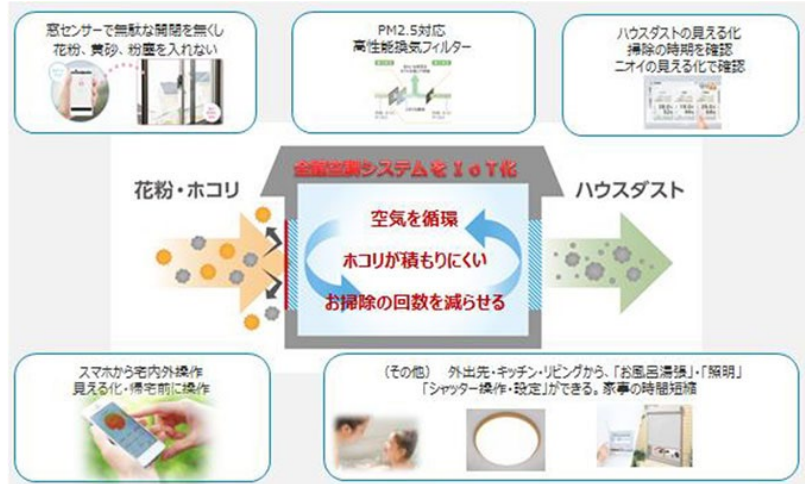 窓センサーで無駄な開閉を無くし
花粉、黄砂、粉塵を入れない
PM2.5対応
高性能換気フィルター
ハウスダストの見える化
掃除の時期を確認
ニオイの見える化で確認
全館空調システムをIoT化
花粉・ホコリ
ハウスダスト
空気を循環
ホコリが積もりにくい
お掃除の回数を減らせる
スマホから宅内外操作
見える化・帰宅前に操作
(その他) 外出先・キッチン・リビングから、「お風呂湯張」・「照明」
「シャッター操作・設定」ができる。家事の時間短縮